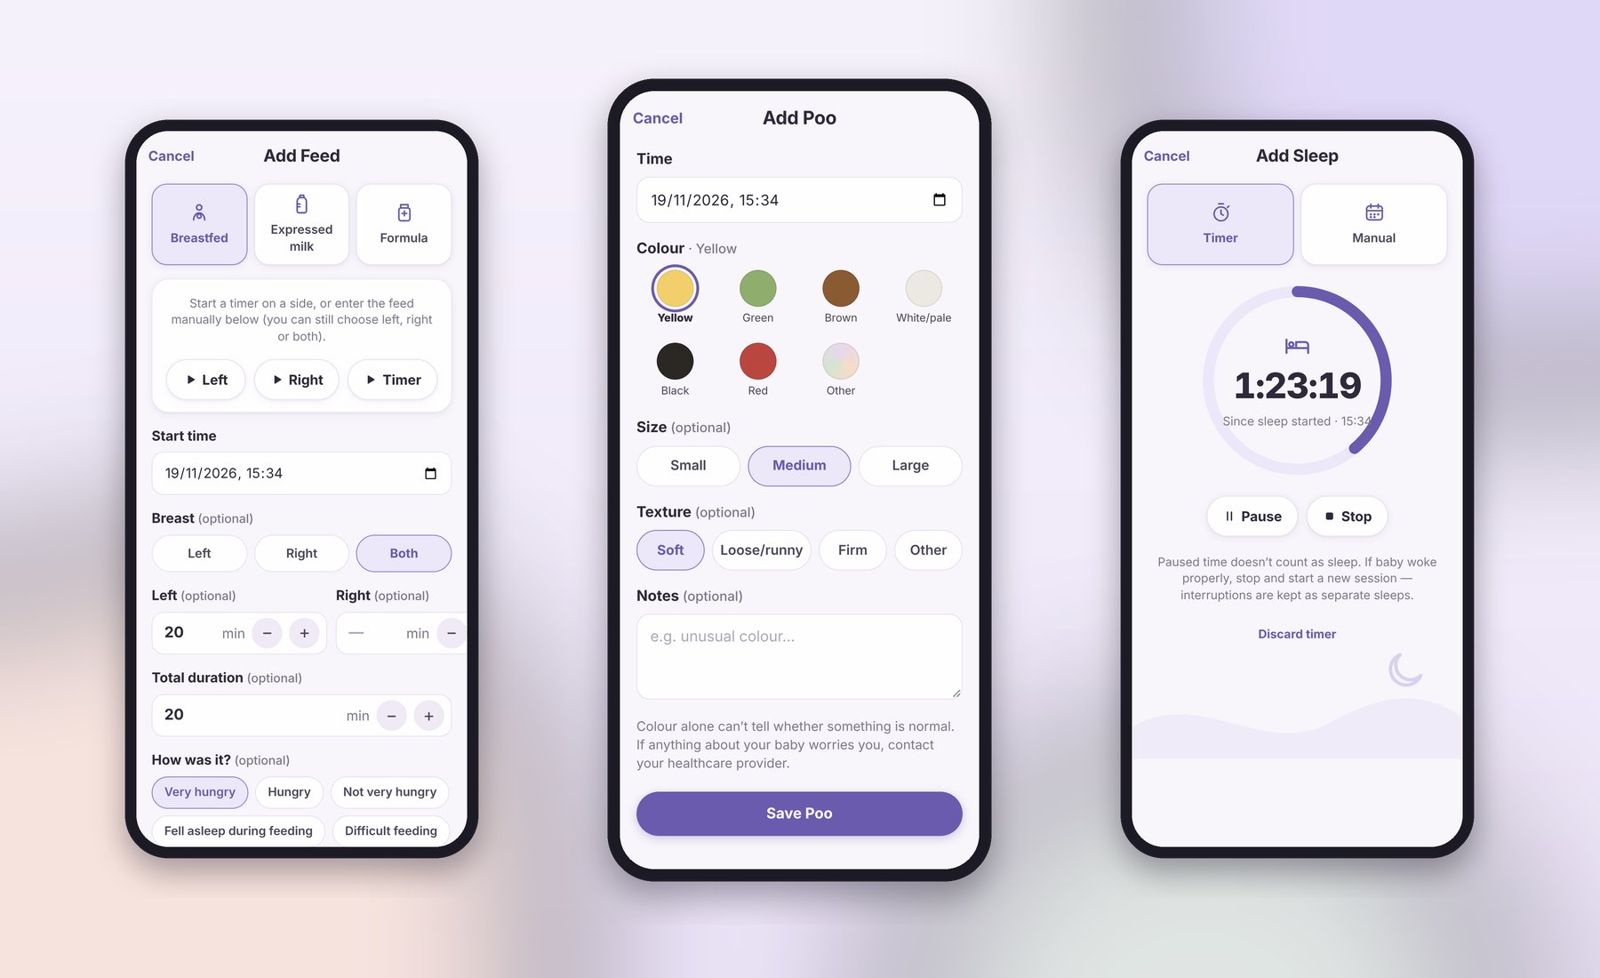 Cancel
Add Feed
Breastfed
Expressed
milk
Formula
Start a timer on a side, or enter the feed
manually below (you can still choose left, right
or both).
Left
Right
Timer
Start time
19/11/2026, 15:34
Breast (optional)
Left
Right
Both
Left (optional)
Right (optional)
20 min − +
— min −
Total duration (optional)
20 min − +
How was it? (optional)
Very hungry
Hungry
Not very hungry
Fell asleep during feeding
Difficult feeding
Cancel
Add Poo
Time
19/11/2026, 15:34
Colour · Yellow
Yellow
Green
Brown
White/pale
Black
Red
Other
Size (optional)
Small
Medium
Large
Texture (optional)
Soft
Loose/runny
Firm
Other
Notes (optional)
e.g. unusual colour...
Colour alone can’t tell whether something is normal.
If anything about your baby worries you, contact
your healthcare provider.
Save Poo
Cancel
Add Sleep
Timer
Manual
1:23:19
Since sleep started · 15:34
Pause
Stop
Paused time doesn’t count as sleep. If baby woke
properly, stop and start a new session —
interruptions are kept as separate sleeps.
Discard timer